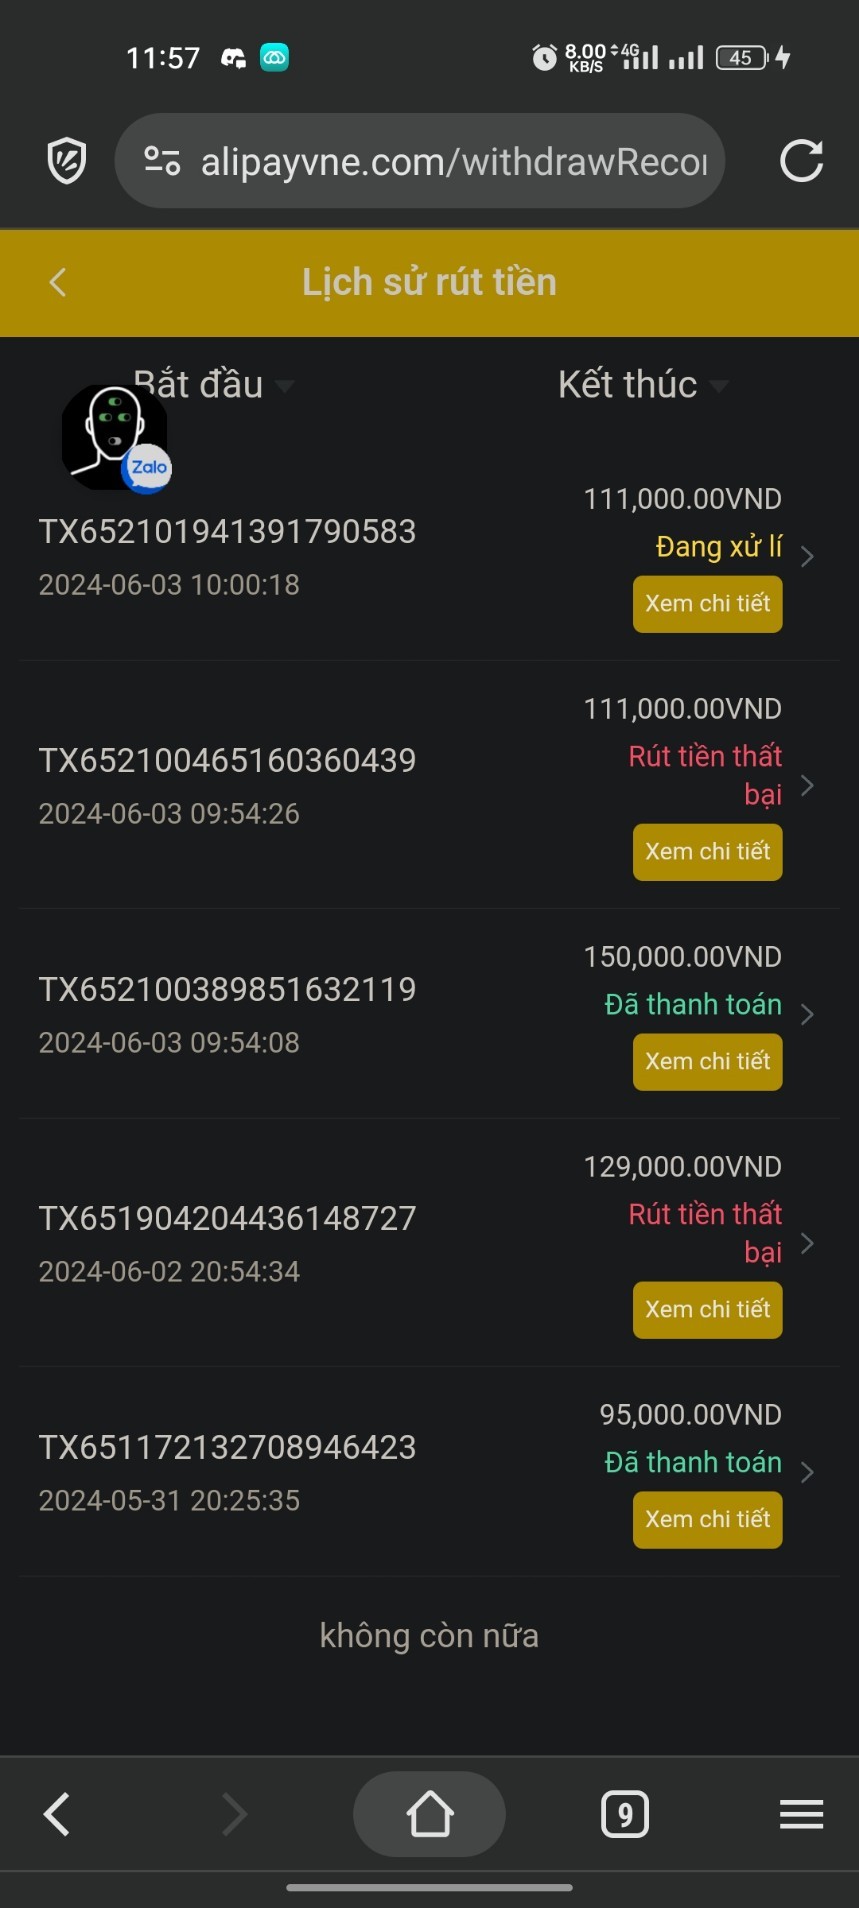 11:57
8.00 KB/S 4G 45
alipayvne.com/withdrawRecor
Lịch sử rút tiền
Bắt đầu
Kết thúc
Zalo
111,000.00VND
TX652101941391790583
Đang xử lí
2024-06-03 10:00:18
Xem chi tiết
111,000.00VND
TX652100465160360439
Rút tiền thất
bại
2024-06-03 09:54:26
Xem chi tiết
150,000.00VND
TX652100389851632119
Đã thanh toán
2024-06-03 09:54:08
Xem chi tiết
129,000.00VND
TX651904204436148727
Rút tiền thất
bại
2024-06-02 20:54:34
Xem chi tiết
95,000.00VND
TX651172132708946423
Đã thanh toán
2024-05-31 20:25:35
Xem chi tiết
không còn nữa
9